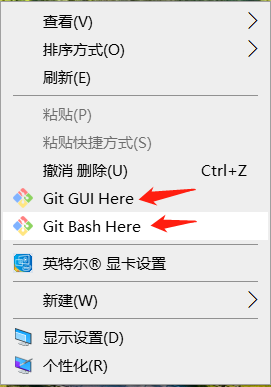 查看(V)
排序方式(O)
刷新(E)
粘贴(P)
粘贴快捷方式(S)
撤消 删除(U) Ctrl+Z
Git GUI Here
Git Bash Here
英特尔® 显卡设置
新建(W)
显示设置(D)
个性化(R)